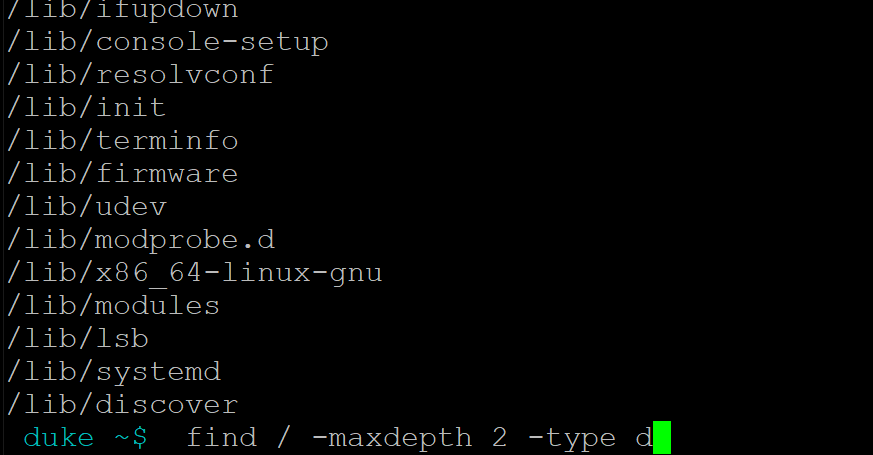 /lib/ifupdown
/lib/console-setup
/lib/resolvconf
/lib/init
/lib/terminfo
/lib/firmware
/lib/udev
/lib/modprobe.d
/lib/x86_64-linux-gnu
/lib/modules
/lib/lsb
/lib/systemd
/lib/discover
duke ~$  find / -maxdepth 2 -type d